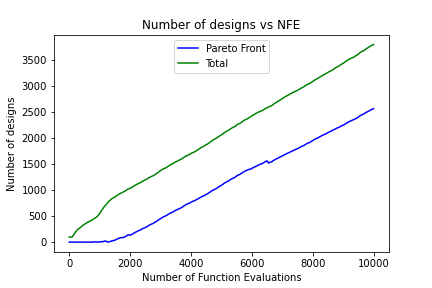 Number of designs vs NFE
Pareto Front
Total
3500
3000
2500
2000
1500
1000
500
0
Number of designs
0
2000
4000
6000
8000
10000
Number of Function Evaluations